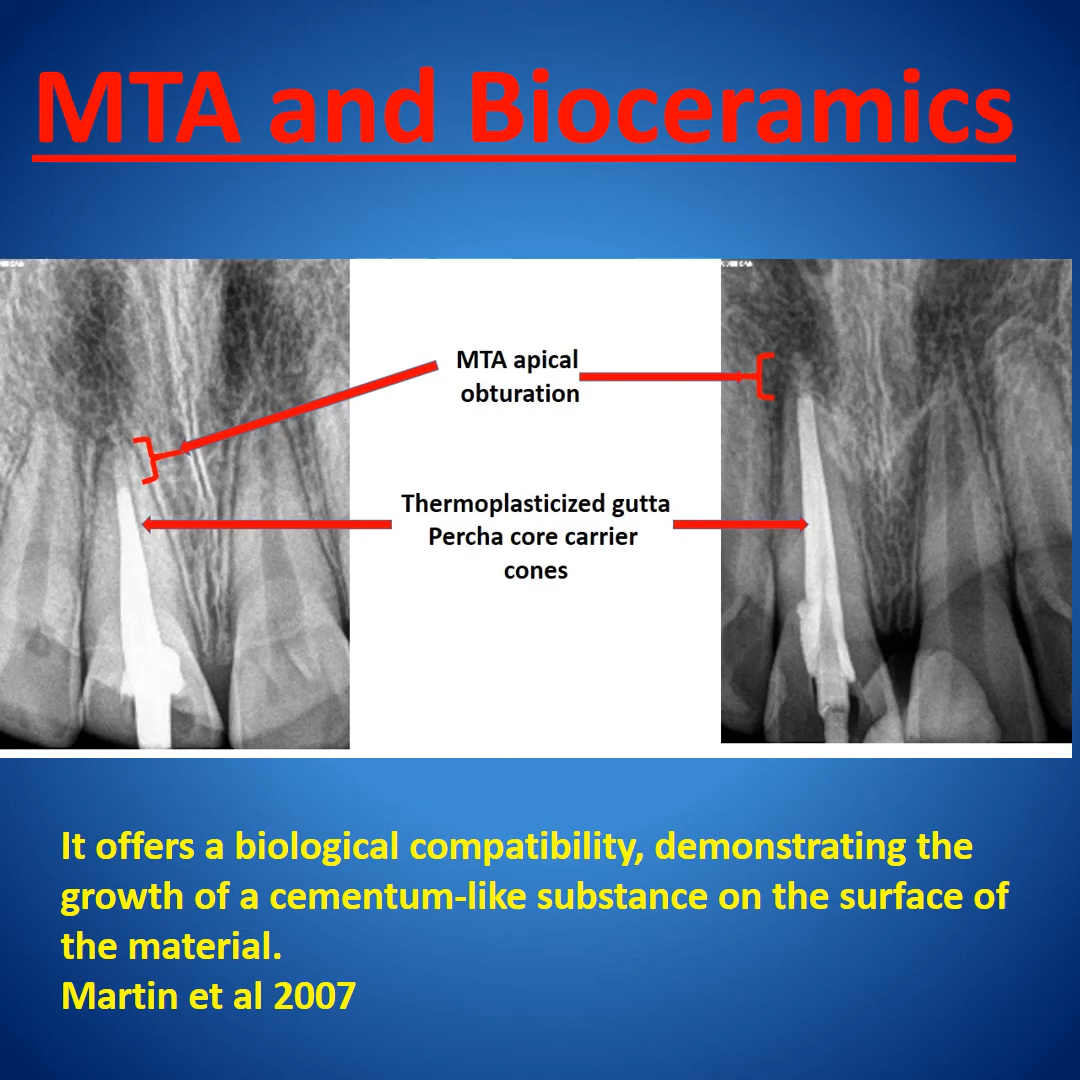 MTA and Bioceramics
MTA apical
obturation
Thermoplasticized gutta
Percha core carrier
cones
It offers a biological compatibility, demonstrating the
growth of a cementum-like substance on the surface of
the material.
Martin et al 2007